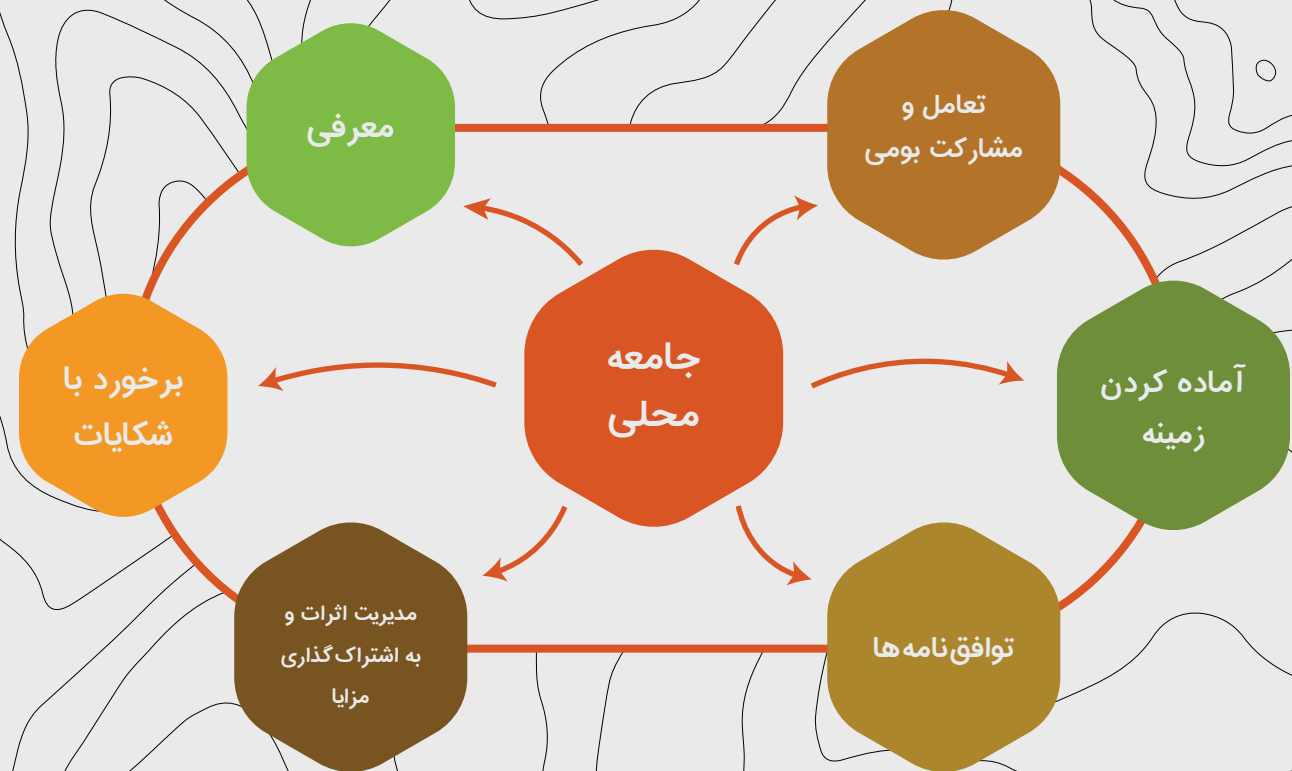 معرفی
تعامل و
مشارکت بومی
آماده کردن
زمینه
توافق‌نامه‌ها
مدیریت اثرات و
به اشتراک‌گذاری
مزایا
برخورد با
شکایات
جامعه
محلی